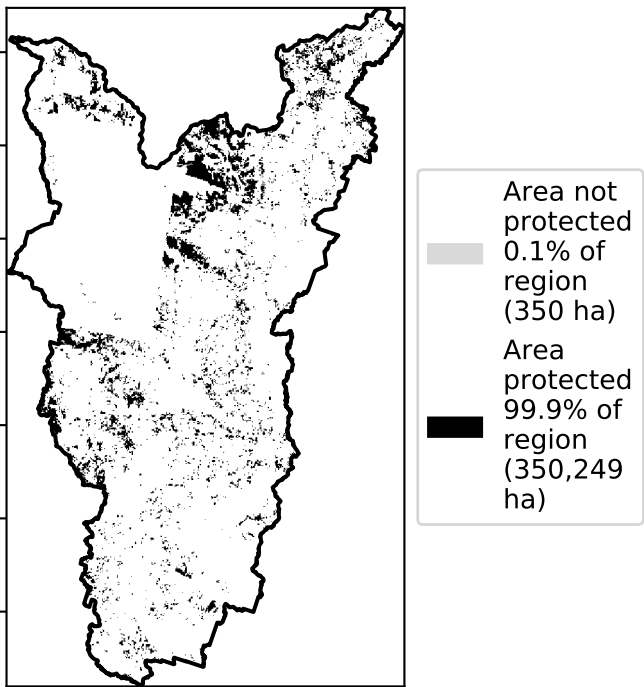 Area not
protected
0.1% of
region
(350 ha)
Area
protected
99.9% of
region
(350,249
ha)